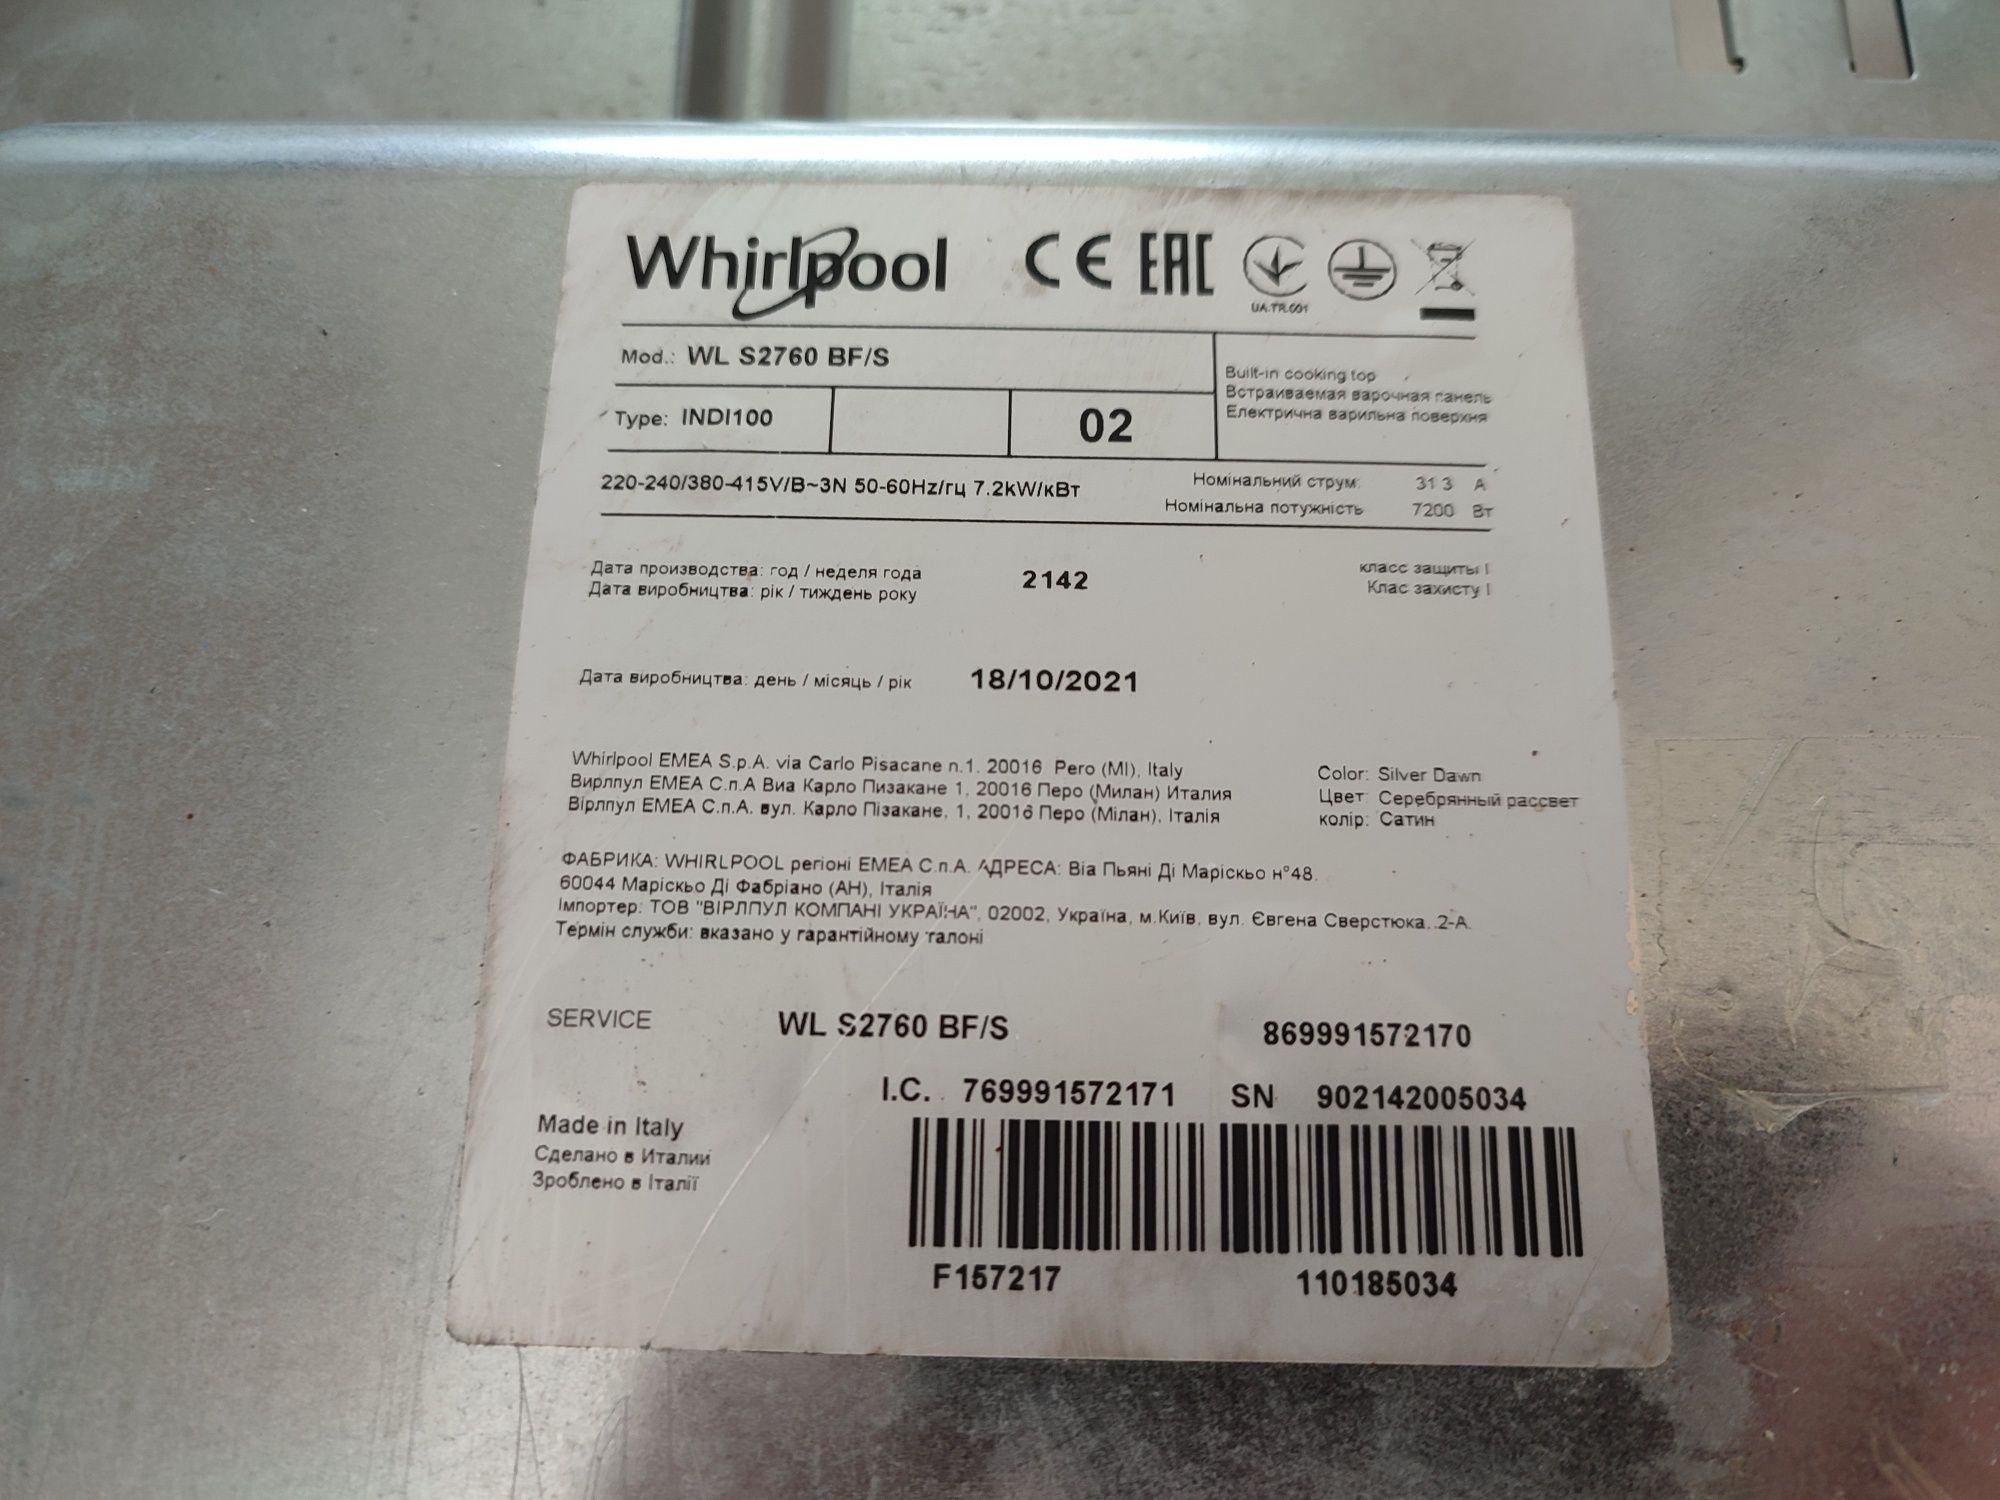 Whirlpool CE EAC
UA.TR.001
Mod.: WL S2760 BF/S
Built-in cooking top
Встраиваемая варочная панель
Електрична варильна поверхня
Type: INDI100 02
220-240/380-415V/В~3N 50-60Hz/гц 7.2kW/кВт
Номінальний струм: 31 3 А
Номінальна потужність 7200 Вт
Дата производства: год / неделя года
Дата виробництва: рік / тиждень року
2142
класс защиты I
Клас захисту I
Дата виробництва: день / місяць / рік 18/10/2021
Whirlpool EMEA S.p.A. via Carlo Pisacane n.1. 20016 Pero (MI), Italy
Вирлпул EMEA С.п.А Виа Карло Пизакане 1, 20016 Перо (Милан) Италия
Вірлпул EMEA С.п.А. вул. Карло Пізакане, 1, 20016 Перо (Мілан), Італія
Color: Silver Dawn
Цвет: Серебрянный рассвет
колір: Сатин
ФАБРИКА: WHIRLPOOL регіоні EMEA С.п.А. АДРЕСА: Віа Пьяні Ді Маріскьо н°48.
60044 Маріскьо Ді Фабріано (АН), Італія
Імпортер: ТОВ "ВІРЛПУЛ КОМПАНІ УКРАЇНА", 02002, Україна, м.Київ, вул. Євгена Сверстюка, 2-А.
Термін служби: вказано у гарантійному талоні
SERVICE WL S2760 BF/S 869991572170
I.C. 769991572171 SN 902142005034
Made in Italy
Сделано в Италии
Зроблено в Італії
F157217 110185034